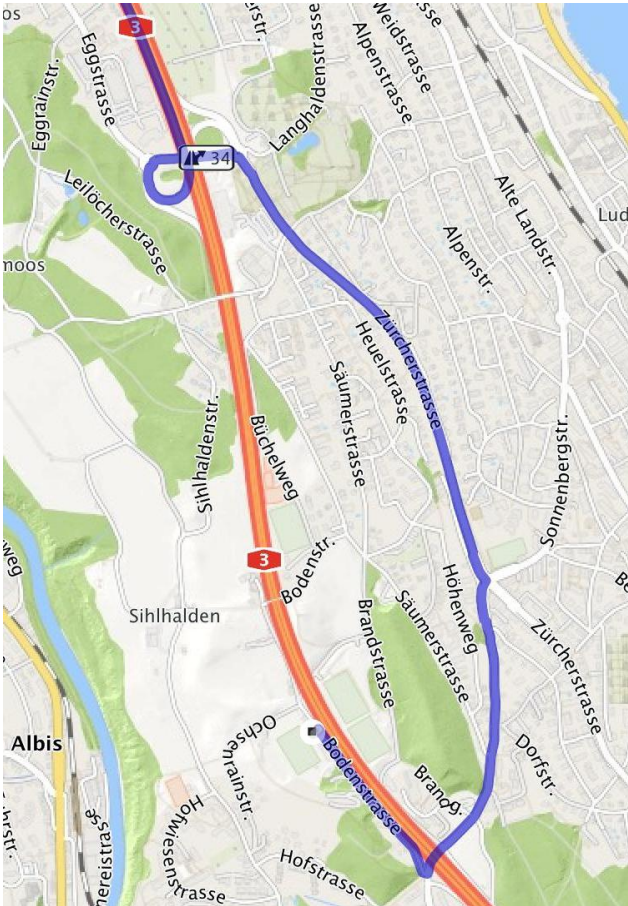 3
Eggstrasse
Weidstrasse
Alpenstrasse
Langhaldenstrasse
Eggrainstr.
34
Leilöcherstrasse
Alte Landstr.
Lud
Alpenstr.
moos
Zürcherstrasse
Heuelstrasse
Säumerstrasse
Sihlhaldenstr.
Büchelweg
Sonnenbergstr.
3
Bodenstr.
Höhenweg
Säumerstrasse
Brandstrasse
Sihlhalden
Zürcherstrasse
Albis
Ochsenrainstr.
Bodenstrasse
Dorfstr.
Hofwiesenstrasse
Hofstrasse